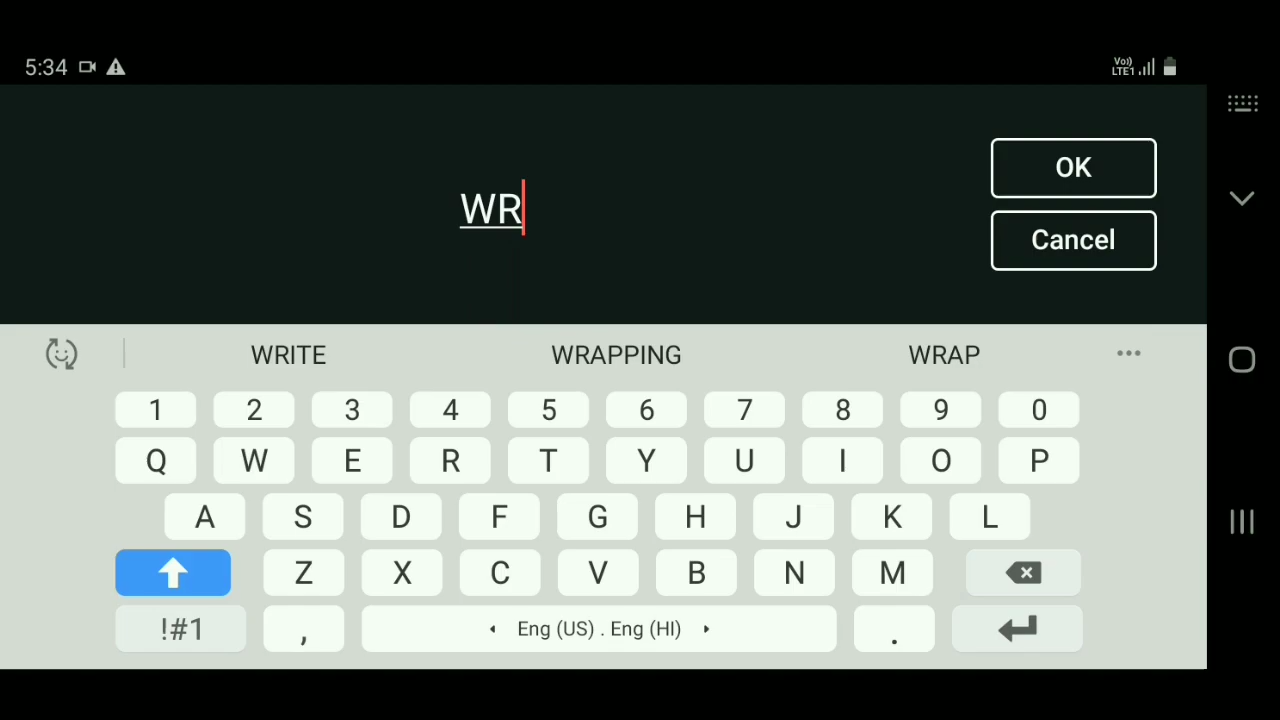 5:34
Vo)) LTE1
WR
OK
Cancel
WRITE WRAPPING WRAP
1 2 3 4 5 6 7 8 9 0
Q W E R T Y U I O P
A S D F G H J K L
Z X C V B N M
!#1 , Eng (US) . Eng (HI) .